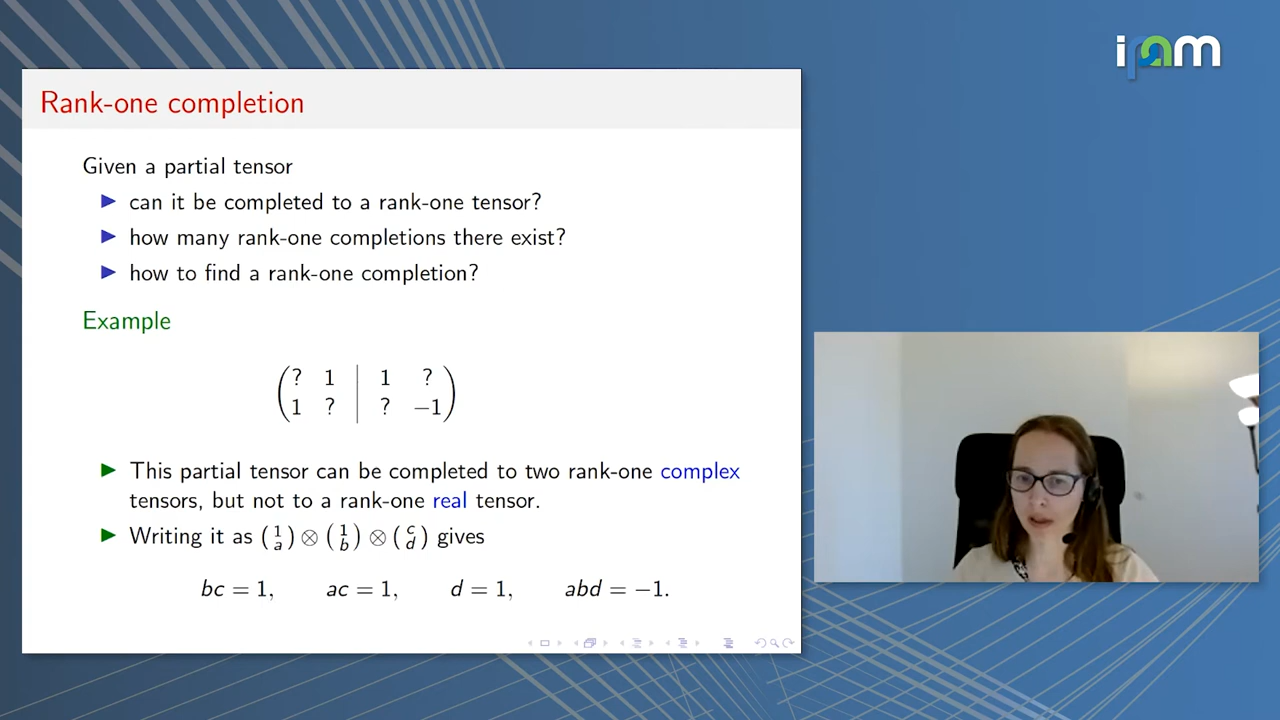 ipam
Rank-one completion
Given a partial tensor
▶ can it be completed to a rank-one tensor?
▶ how many rank-one completions there exist?
▶ how to find a rank-one completion?
Example
( ? 1 | 1 ? )
( 1 ? | ? −1 )
▶ This partial tensor can be completed to two rank-one complex
tensors, but not to a rank-one real tensor.
▶ Writing it as (1 a) ⊗ (1 b) ⊗ (c d) gives
bc = 1, ac = 1, d = 1, abd = −1.